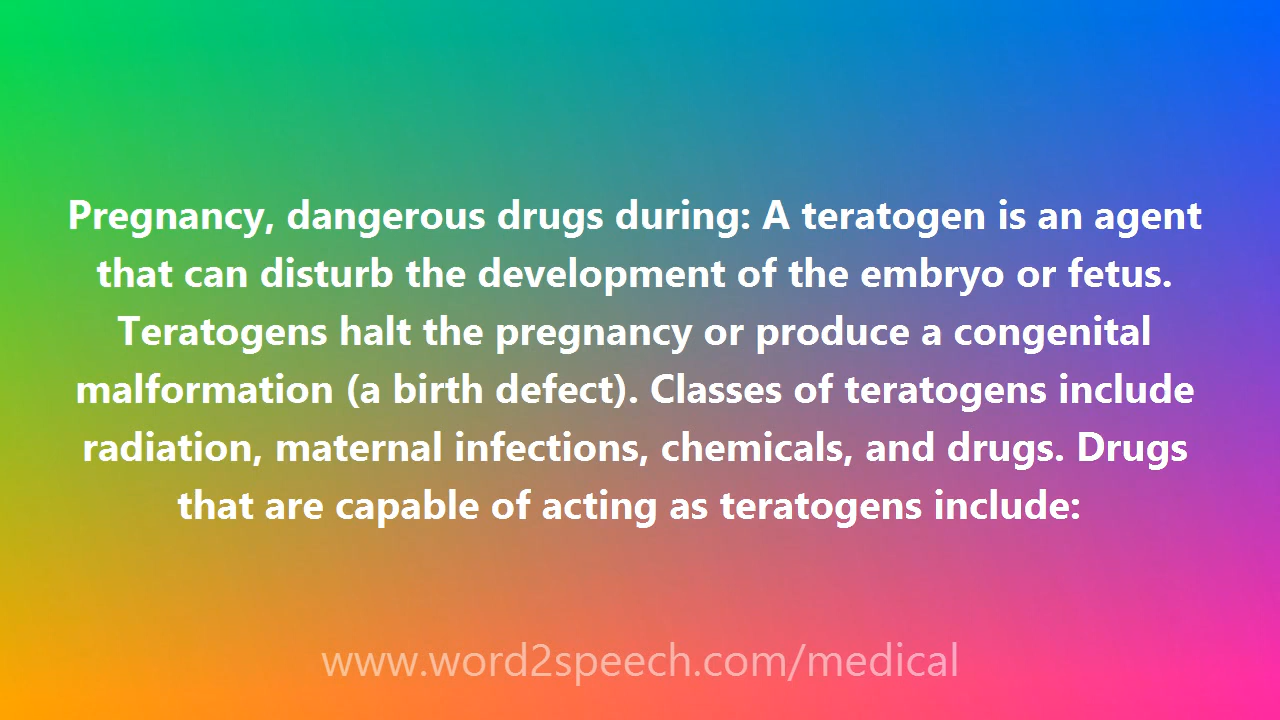 Pregnancy, dangerous drugs during: A teratogen is an agent
that can disturb the development of the embryo or fetus.
Teratogens halt the pregnancy or produce a congenital
malformation (a birth defect). Classes of teratogens include
radiation, maternal infections, chemicals, and drugs. Drugs
that are capable of acting as teratogens include:
www.word2speech.com/medical